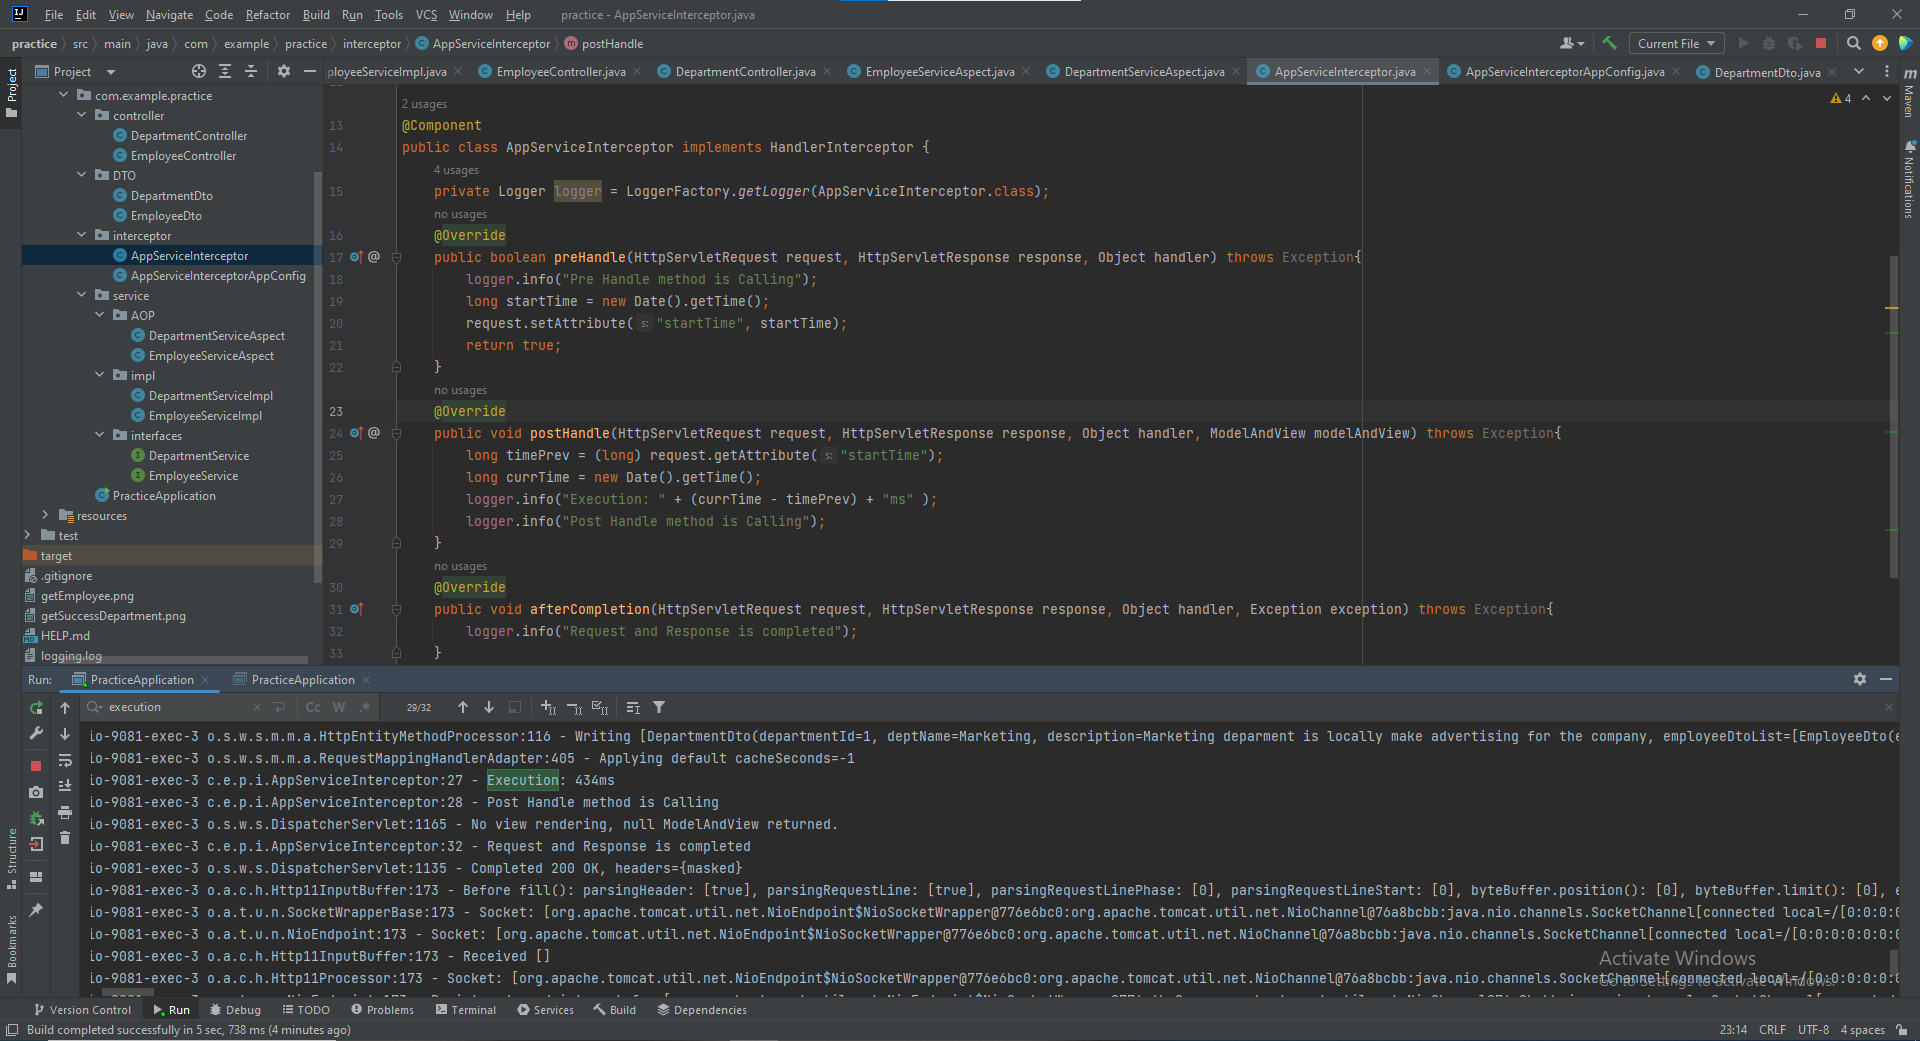 File Edit View Navigate Code Refactor Build Run Tools VCS Window Help practice - AppServiceInterceptor.java
practice src main java com example practice interceptor AppServiceInterceptor postHandle
Current File
Project
ployeeServiceImpl.java EmployeeController.java DepartmentController.java EmployeeServiceAspect.java DepartmentServiceAspect.java AppServiceInterceptor.java AppServiceInterceptorAppConfig.java DepartmentDto.java
Project
Maven
Notifications
4
com.example.practice
controller
DepartmentController
EmployeeController
DTO
DepartmentDto
EmployeeDto
interceptor
AppServiceInterceptor
AppServiceInterceptorAppConfig
service
AOP
DepartmentServiceAspect
EmployeeServiceAspect
impl
DepartmentServiceImpl
EmployeeServiceImpl
interfaces
DepartmentService
EmployeeService
PracticeApplication
resources
test
target
.gitignore
getEmployee.png
getSuccessDepartment.png
HELP.md
logging.log
2 usages
13 @Component
14 public class AppServiceInterceptor implements HandlerInterceptor {
4 usages
15 private Logger logger = LoggerFactory.getLogger(AppServiceInterceptor.class);
no usages
16 @Override
17 public boolean preHandle(HttpServletRequest request, HttpServletResponse response, Object handler) throws Exception{
18 logger.info("Pre Handle method is Calling");
19 long startTime = new Date().getTime();
20 request.setAttribute( s: "startTime", startTime);
21 return true;
22 }
no usages
23 @Override
24 public void postHandle(HttpServletRequest request, HttpServletResponse response, Object handler, ModelAndView modelAndView) throws Exception{
25 long timePrev = (long) request.getAttribute( s: "startTime");
26 long currTime = new Date().getTime();
27 logger.info("Execution: " + (currTime - timePrev) + "ms" );
28 logger.info("Post Handle method is Calling");
29 }
no usages
30 @Override
31 public void afterCompletion(HttpServletRequest request, HttpServletResponse response, Object handler, Exception exception) throws Exception{
32 logger.info("Request and Response is completed");
33 }
Run: PracticeApplication PracticeApplication
execution Cc W .* 29/32
io-9081-exec-3 o.s.w.s.m.m.a.HttpEntityMethodProcessor:116 - Writing [DepartmentDto(departmentId=1, deptName=Marketing, description=Marketing deparment is locally make advertising for the company, employeeDtoList=[EmployeeDto(e
io-9081-exec-3 o.s.w.s.m.m.a.RequestMappingHandlerAdapter:405 - Applying default cacheSeconds=-1
io-9081-exec-3 c.e.p.i.AppServiceInterceptor:27 - Execution: 434ms
io-9081-exec-3 c.e.p.i.AppServiceInterceptor:28 - Post Handle method is Calling
io-9081-exec-3 o.s.w.s.DispatcherServlet:1165 - No view rendering, null ModelAndView returned.
io-9081-exec-3 c.e.p.i.AppServiceInterceptor:32 - Request and Response is completed
io-9081-exec-3 o.s.w.s.DispatcherServlet:1135 - Completed 200 OK, headers={masked}
io-9081-exec-3 o.a.c.h.Http11InputBuffer:173 - Before fill(): parsingHeader: [true], parsingRequestLine: [true], parsingRequestLinePhase: [0], parsingRequestLineStart: [0], byteBuffer.position(): [0], byteBuffer.limit(): [0], e
io-9081-exec-3 o.a.t.u.n.SocketWrapperBase:173 - Socket: [org.apache.tomcat.util.net.NioEndpoint$NioSocketWrapper@776e6bc0:org.apache.tomcat.util.net.NioChannel@76a8bcbb:java.nio.channels.SocketChannel[connected local=/[0:0:0:0
io-9081-exec-3 o.a.t.u.n.NioEndpoint:173 - Socket: [org.apache.tomcat.util.net.NioEndpoint$NioSocketWrapper@776e6bc0:org.apache.tomcat.util.net.NioChannel@76a8bcbb:java.nio.channels.SocketChannel[connected local=/[0:0:0:0:0
io-9081-exec-3 o.a.c.h.Http11InputBuffer:173 - Received []
io-9081-exec-3 o.a.c.h.Http11Processor:173 - Socket: [org.apache.tomcat.util.net.NioEndpoint$NioSocketWrapper@776e6bc0:org.apache.tomcat.util.net.NioChannel@76a8bcbb:java.nio.channels.SocketChannel[connected local=/[0:0:0:0
Activate Windows
Go to Settings to activate Windows.
Structure
Bookmarks
Version Control Run Debug TODO Problems Terminal Services Build Dependencies
Build completed successfully in 5 sec, 738 ms (4 minutes ago) 23:14 CRLF UTF-8 4 spaces